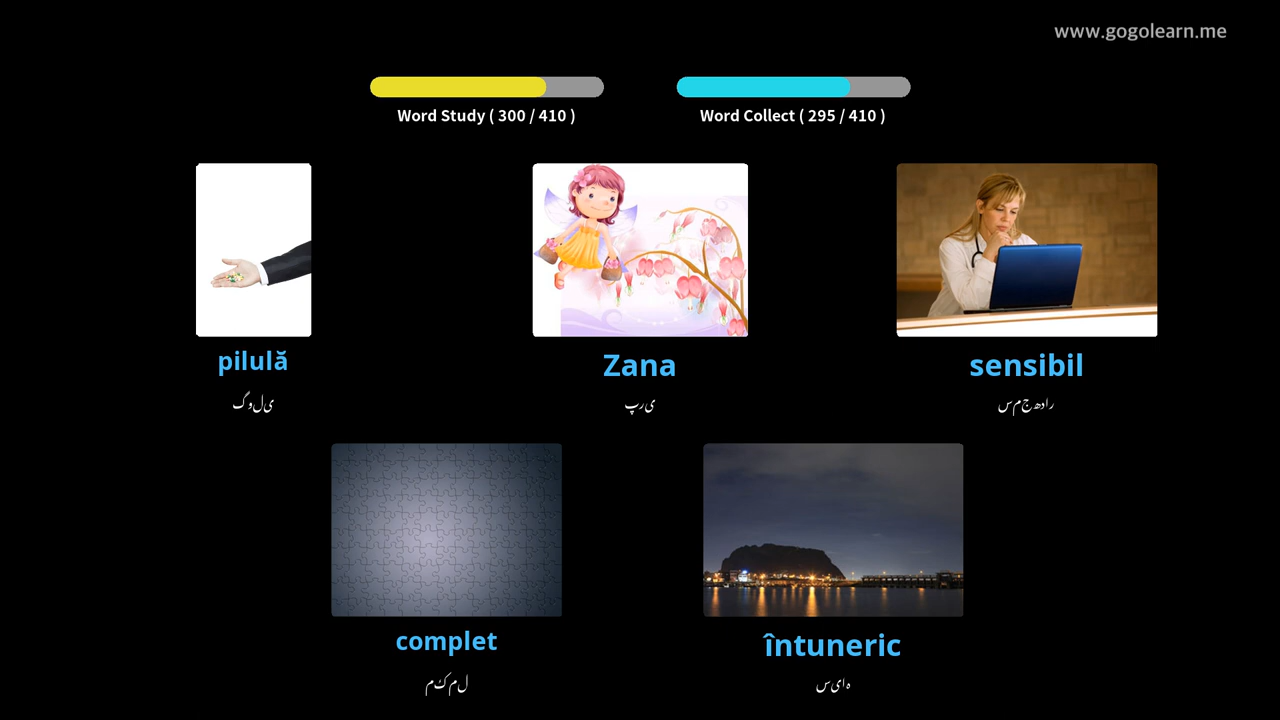 www.gogolearn.me
Word Study ( 300 / 410 )
Word Collect ( 295 / 410 )
pilulă
Zana
sensibil
گولی
پری
سمجھدار
complet
întuneric
مکمل
سیاہ